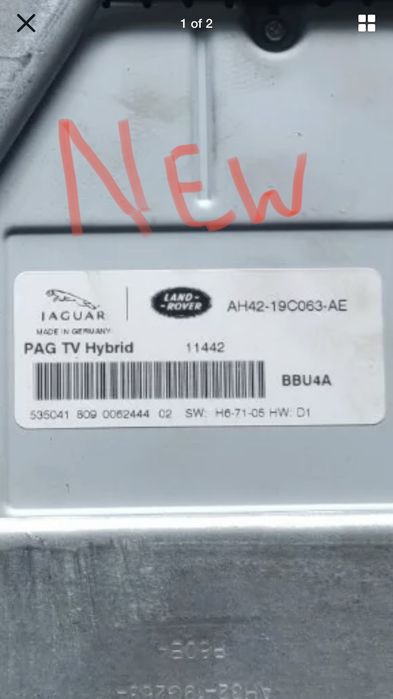 1 of 2
NEW
JAGUAR
LAND-
-ROVER
AH42-19C063-AE
MADE IN GERMANY
PAG TV Hybrid 11442
BBU4A
535041 809 0062444 02 SW: H6-71-05 HW: D1